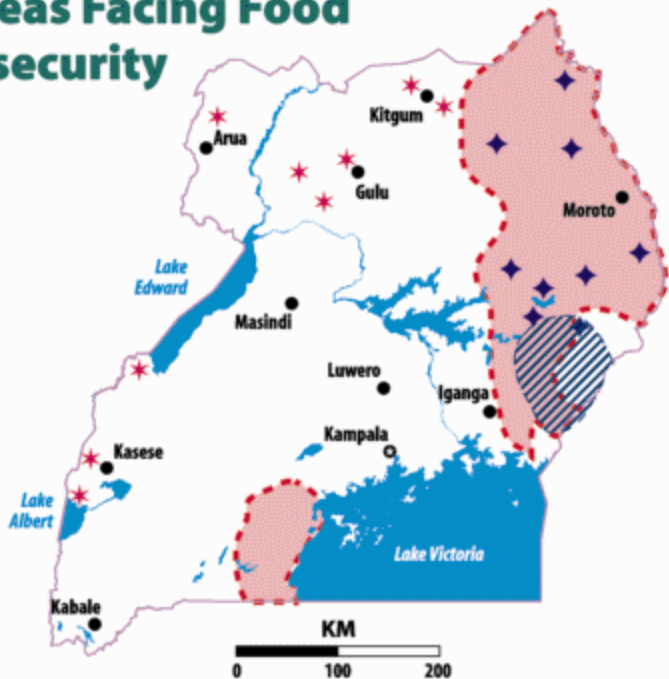 eas Facing Food
security
Kitgum
Arua
Gulu
Moroto
Lake
Edward
Masindi
Luwero
Iganga
Kampala
Kasese
Lake
Albert
Lake Victoria
Kabale
KM
0 100 200